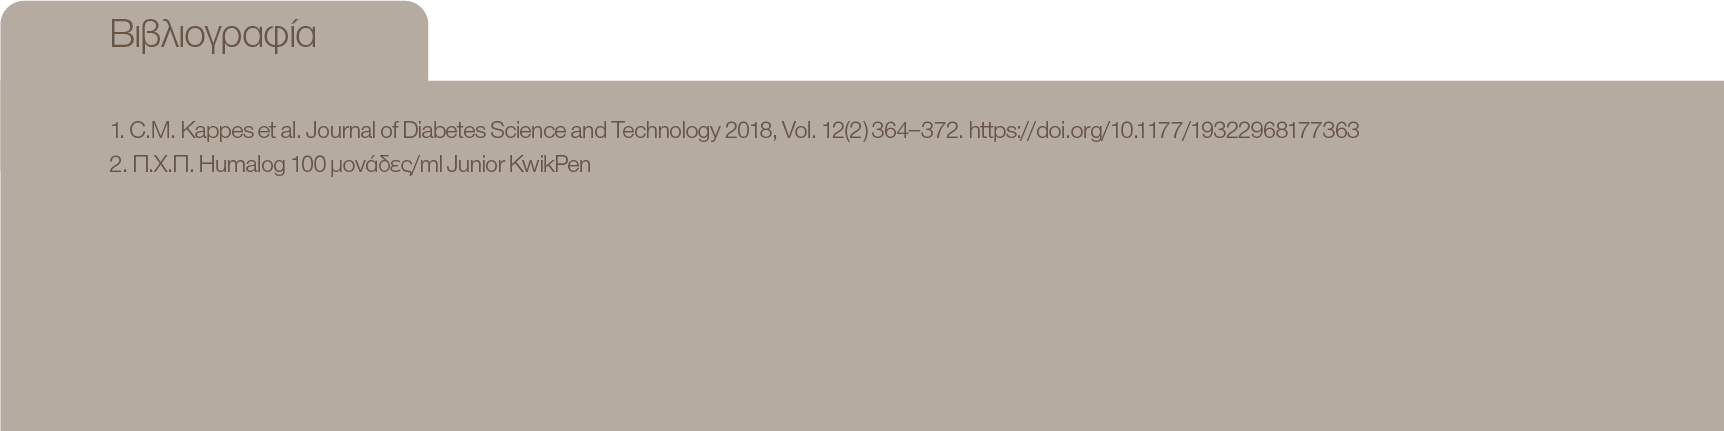 Βιβλιογραφία
1. C.M. Kappes et al. Journal of Diabetes Science and Technology 2018, Vol. 12(2) 364–372. https://doi.org/10.1177/19322968177363
2. Π.Χ.Π. Humalog 100 μονάδες/ml Junior KwikPen